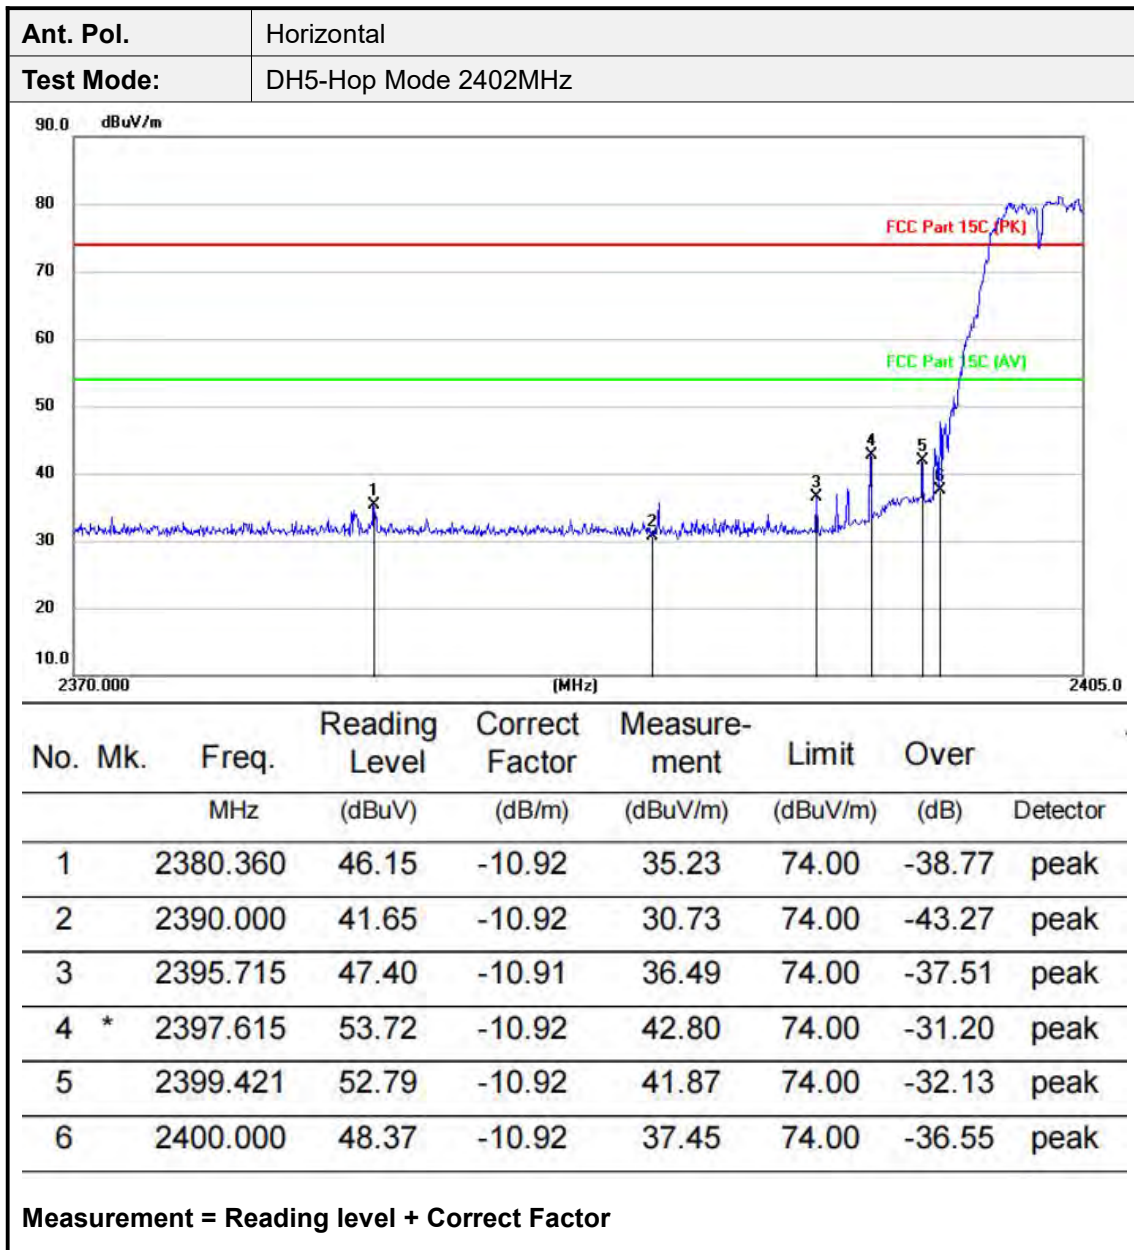 Ant. Pol. Horizontal
Test Mode: DH5-Hop Mode 2402MHz
90.0 dBuV/m
80
FCC Part 15C (PK)
70
60
FCC Part 15C (AV)
50
4
5
40
1
3
6
2
30
20
10.0
2370.000 (MHz) 2405.0
No. Mk. Freq. Reading Level Correct Factor Measure-ment Limit Over
MHz (dBuV) (dB/m) (dBuV/m) (dBuV/m) (dB) Detector
1 2380.360 46.15 -10.92 35.23 74.00 -38.77 peak
2 2390.000 41.65 -10.92 30.73 74.00 -43.27 peak
3 2395.715 47.40 -10.91 36.49 74.00 -37.51 peak
4 * 2397.615 53.72 -10.92 42.80 74.00 -31.20 peak
5 2399.421 52.79 -10.92 41.87 74.00 -32.13 peak
6 2400.000 48.37 -10.92 37.45 74.00 -36.55 peak
Measurement = Reading level + Correct Factor